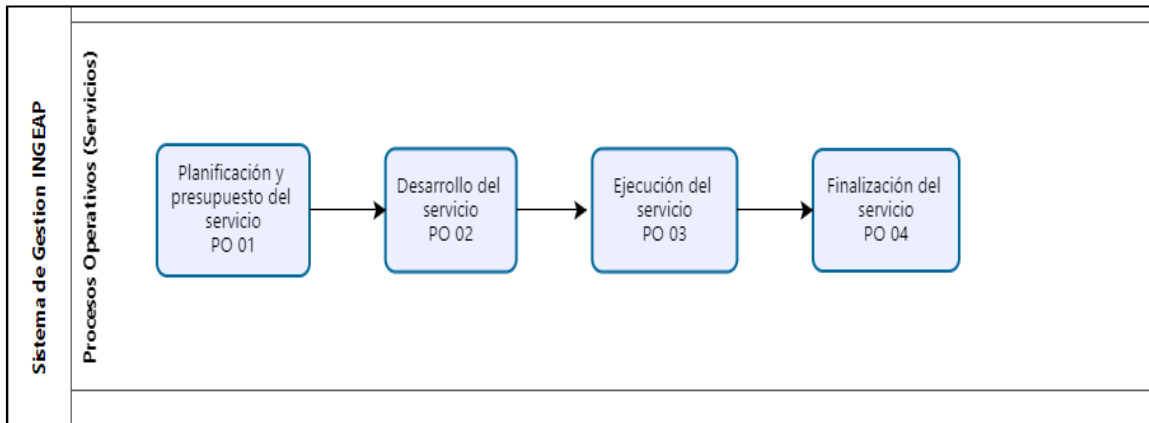 Sistema de Gestion INGEAP
Procesos Operativos (Servicios)
Planificación y
presupuesto del
servicio
PO 01
Desarrollo del
servicio
PO 02
Ejecución del
servicio
PO 03
Finalización del
servicio
PO 04